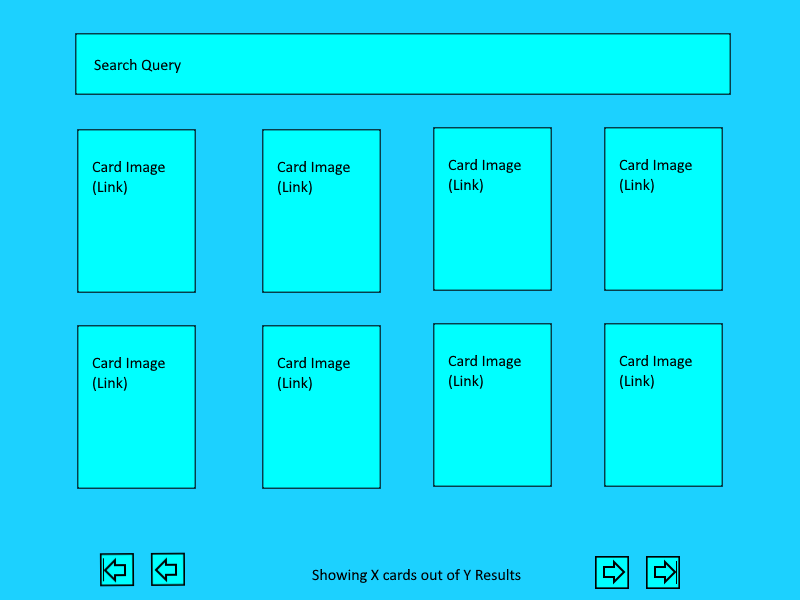 Search Query
Card Image
(Link)
Card Image
(Link)
Card Image
(Link)
Card Image
(Link)
Card Image
(Link)
Card Image
(Link)
Card Image
(Link)
Card Image
(Link)
Showing X cards out of Y Results